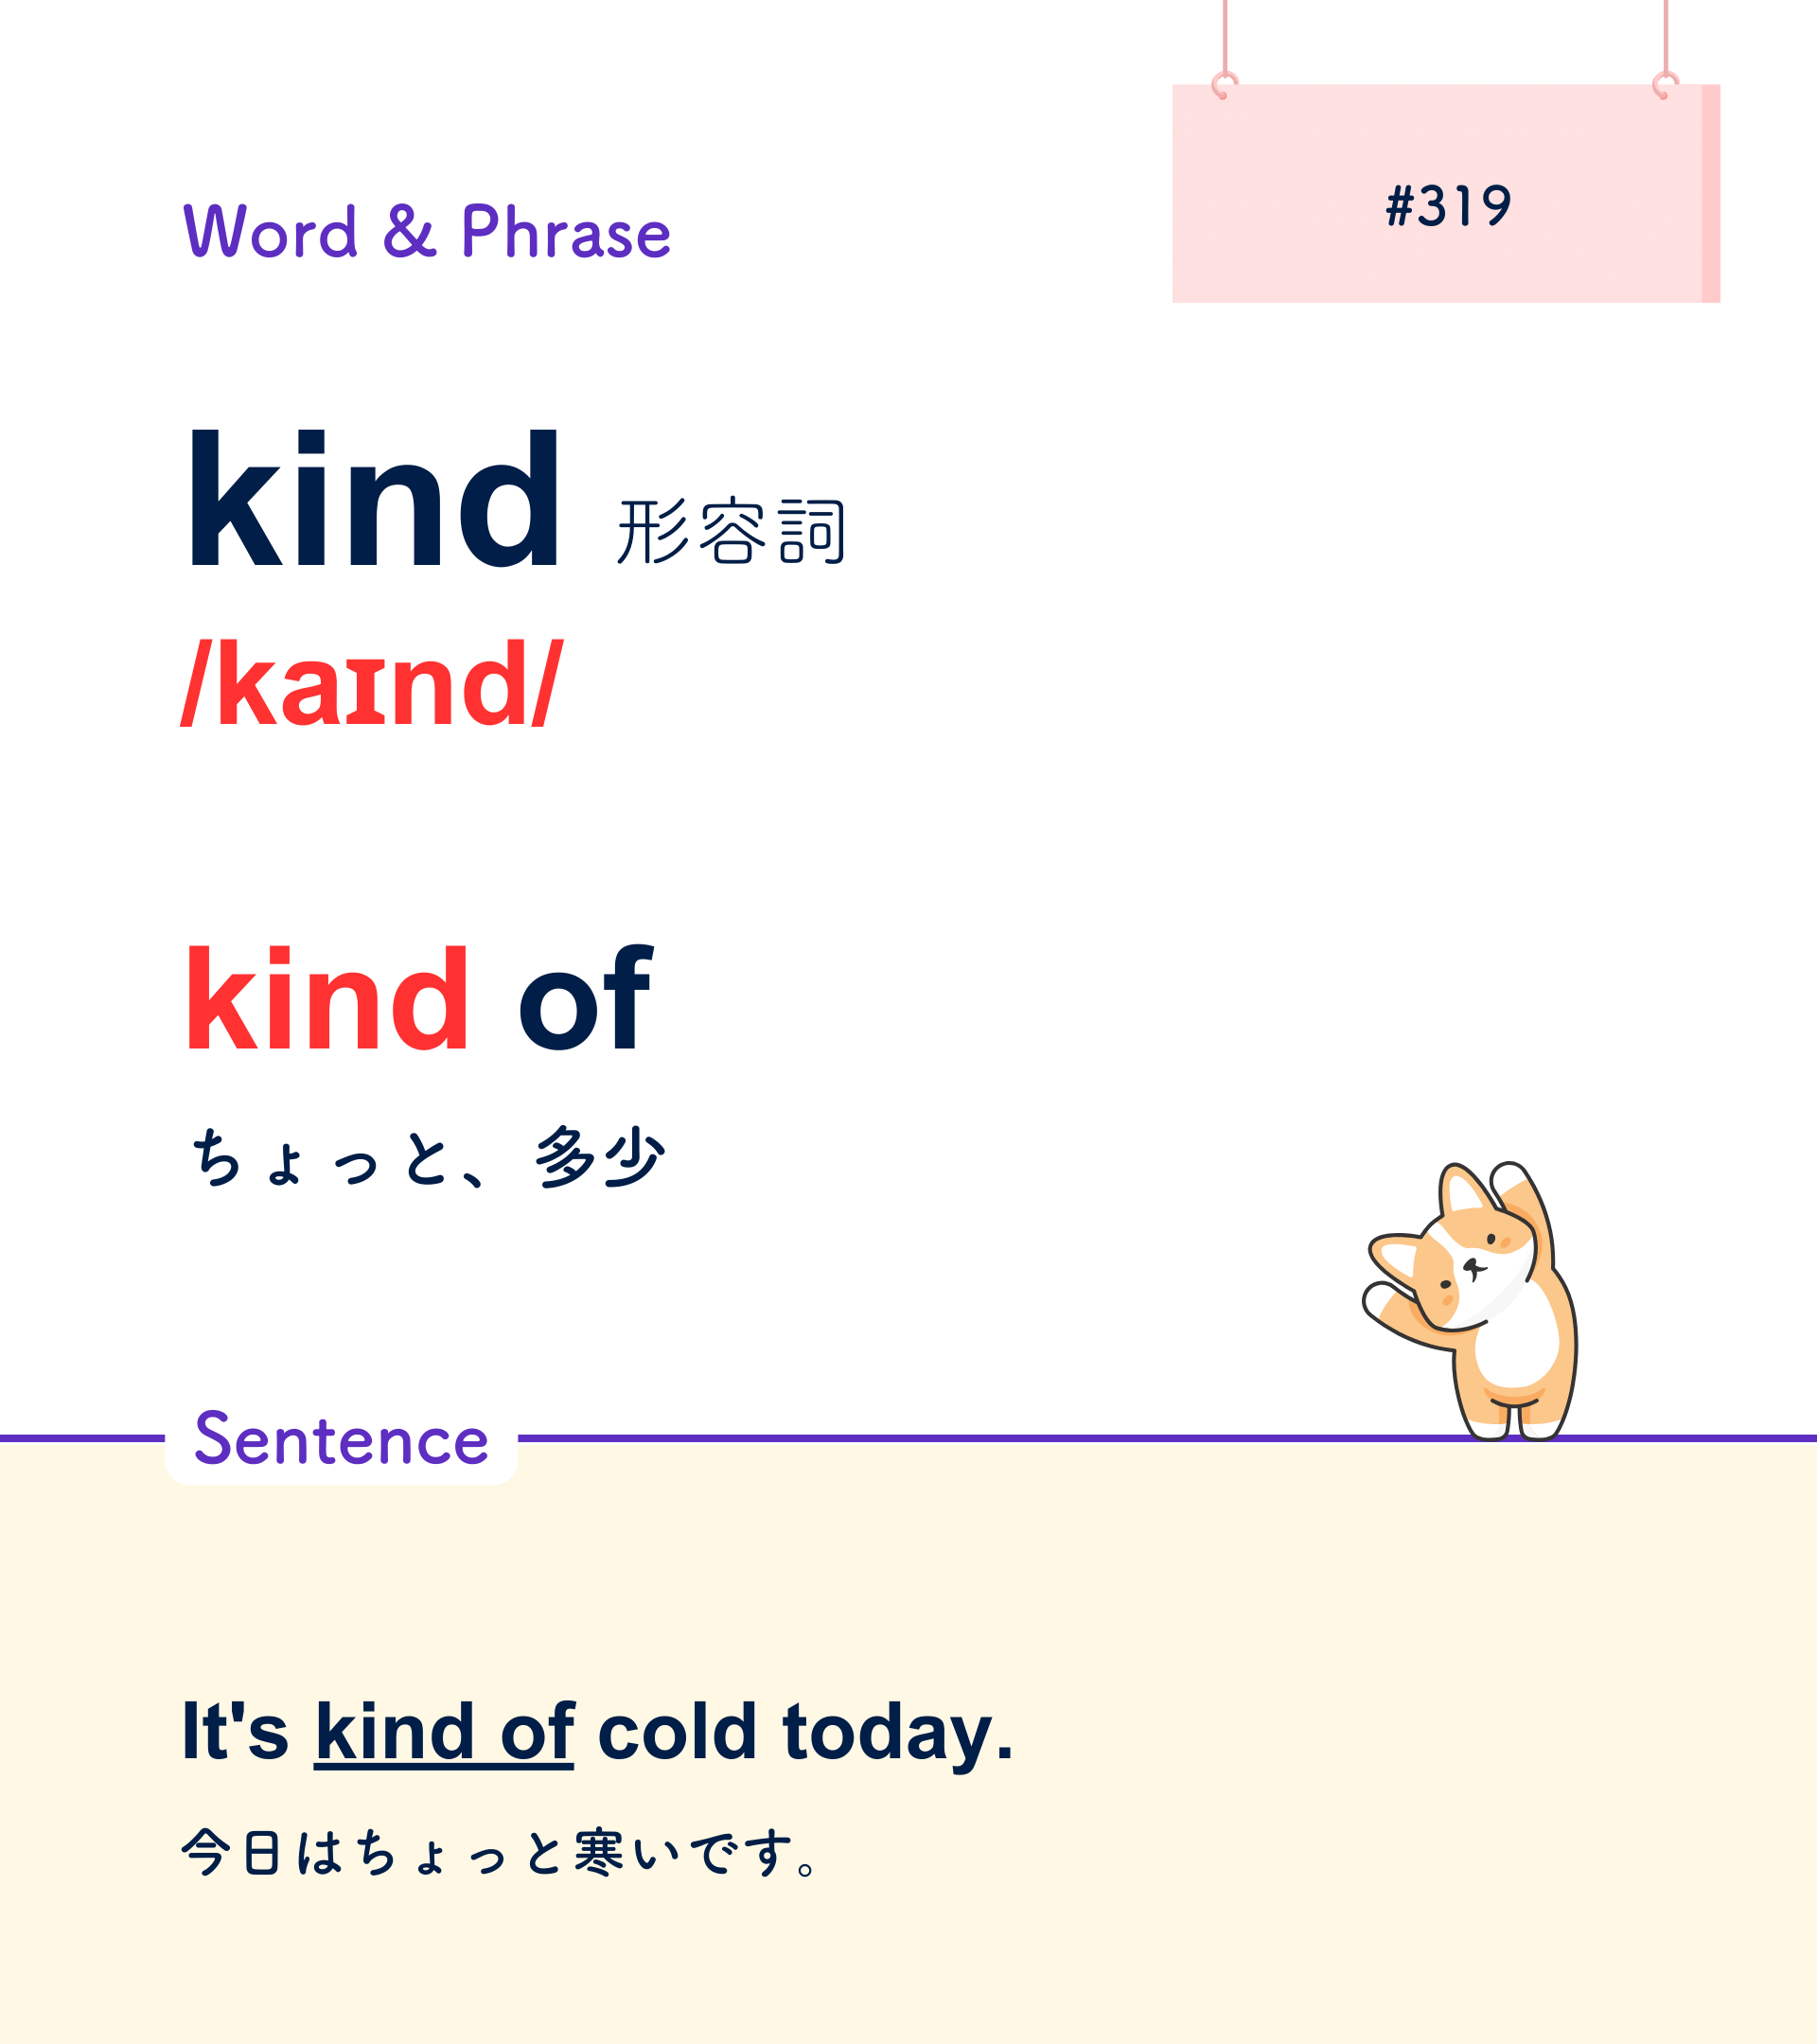 #319
Word & Phrase
kind 形容詞
/kaɪnd/
kind of
ちょっと、多少
Sentence
It's kind of cold today.
今日はちょっと寒いです。